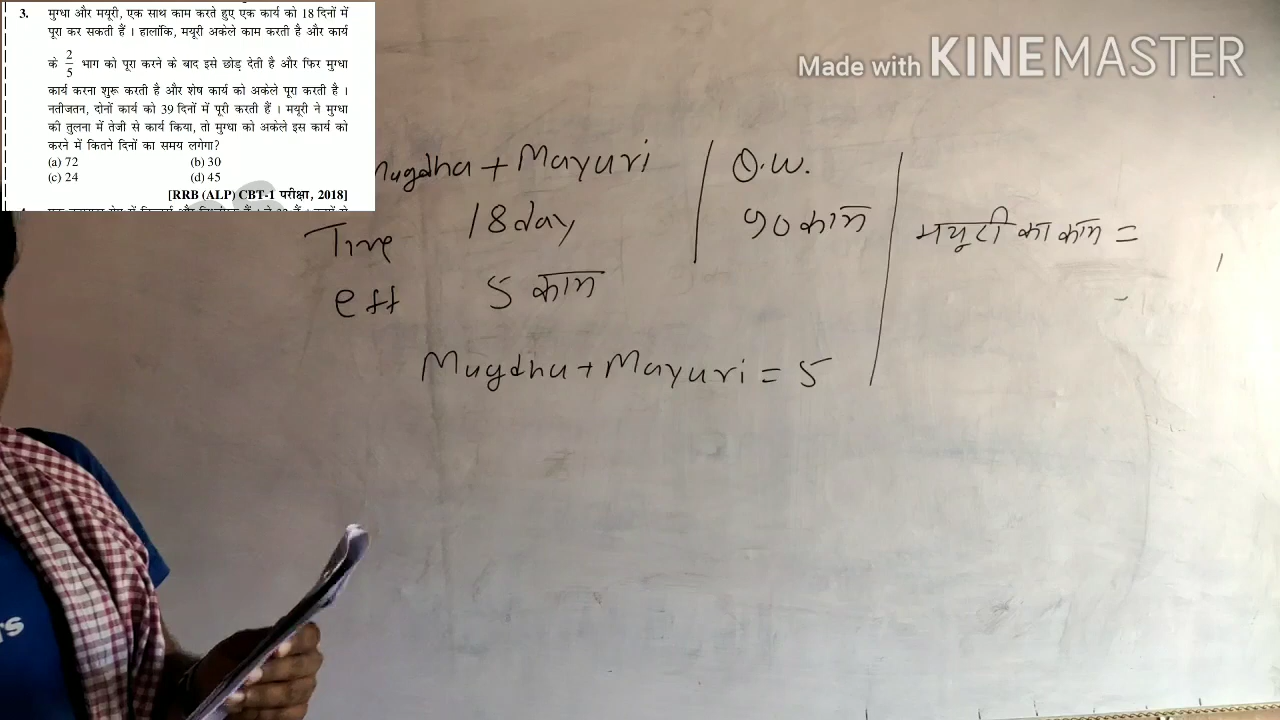 3. मुग्धा और मयूरी, एक साथ काम करते हुए एक कार्य को 18 दिनों में
पूरा कर सकती हैं । हालांकि, मयूरी अकेले काम करती है और कार्य
के 2/5 भाग को पूरा करने के बाद इसे छोड़ देती है और फिर मुग्धा
कार्य करना शुरू करती है और शेष कार्य को अकेले पूरा करती है ।
नतीजतन, दोनों कार्य को 39 दिनों में पूरी करती हैं । मयूरी ने मुग्धा
की तुलना में तेजी से कार्य किया, तो मुग्धा को अकेले इस कार्य को
करने में कितने दिनों का समय लगेगा?
(a) 72 (b) 30
(c) 24 (d) 45
[RRB (ALP) CBT-1 परीक्षा, 2018]
Made with KINEMASTER
Mugdha + Mayuri O.W.
Time 18 day 90 काम मयूरी का काम =
eff 5 काम
Mugdha + Mayuri = 5